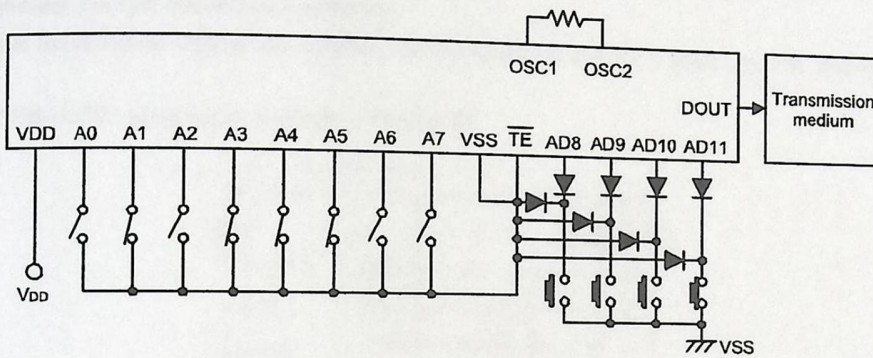 OSC1 OSC2
DOUT
Transmission
medium
VDD A0 A1 A2 A3 A4 A5 A6 A7 VSS TE AD8 AD9 AD10 AD11
VDD
VSS